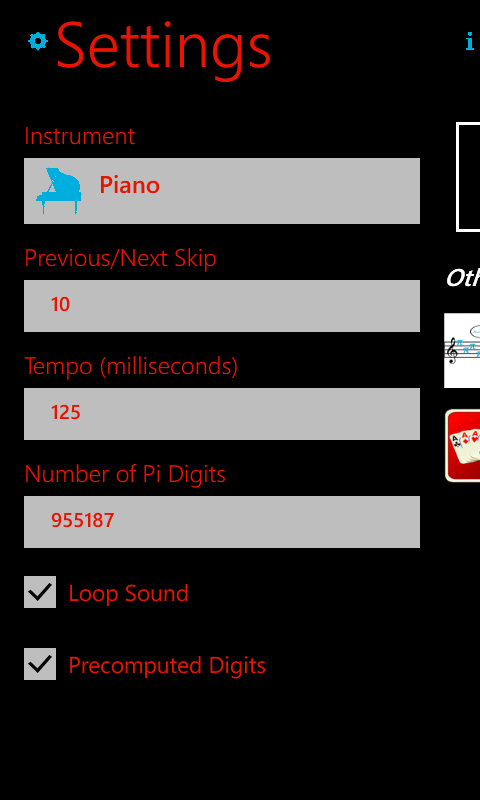 Settings
Instrument
Piano
Previous/Next Skip
10
Tempo (milliseconds)
125
Number of Pi Digits
955187
Loop Sound
Precomputed Digits